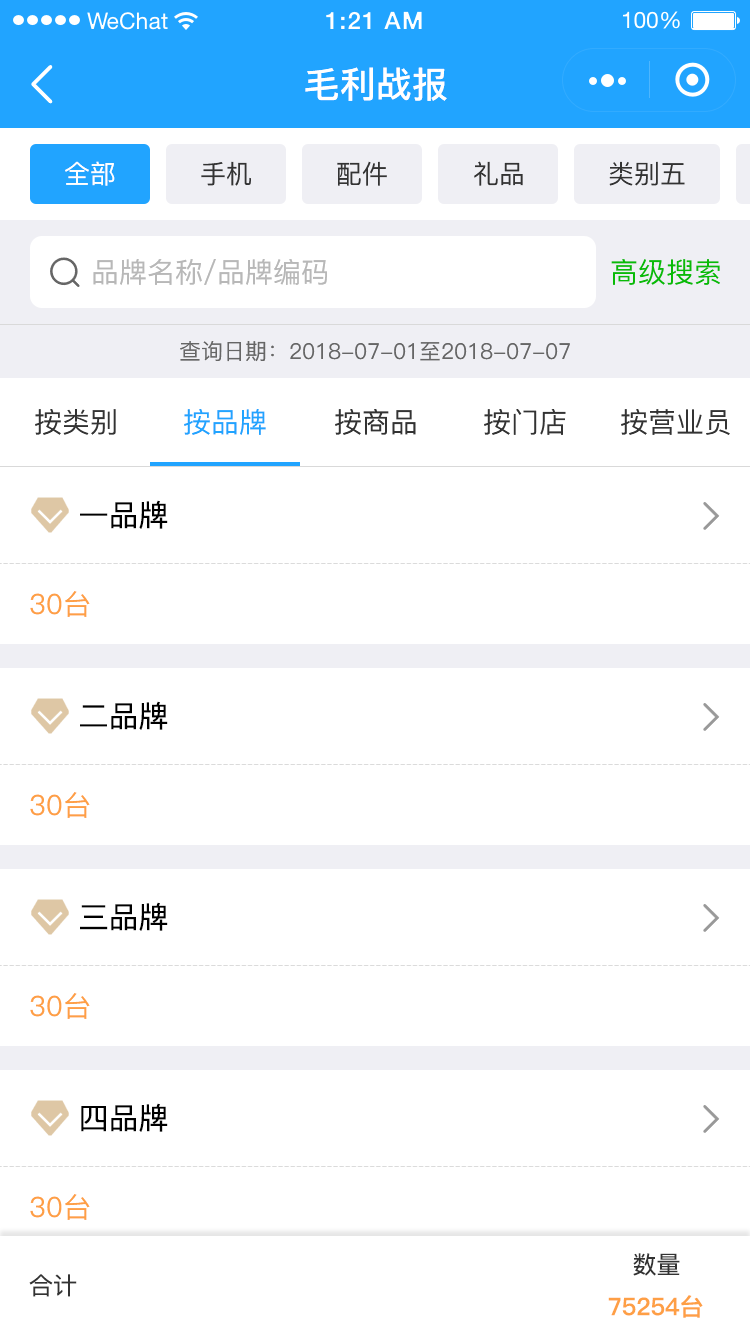 WeChat 1:21 AM 100%
毛利战报
全部 手机 配件 礼品 类别五
品牌名称/品牌编码 高级搜索
查询日期：2018-07-01至2018-07-07
按类别 按品牌 按商品 按门店 按营业员
一品牌
30台
二品牌
30台
三品牌
30台
四品牌
30台
数量
合计
75254台